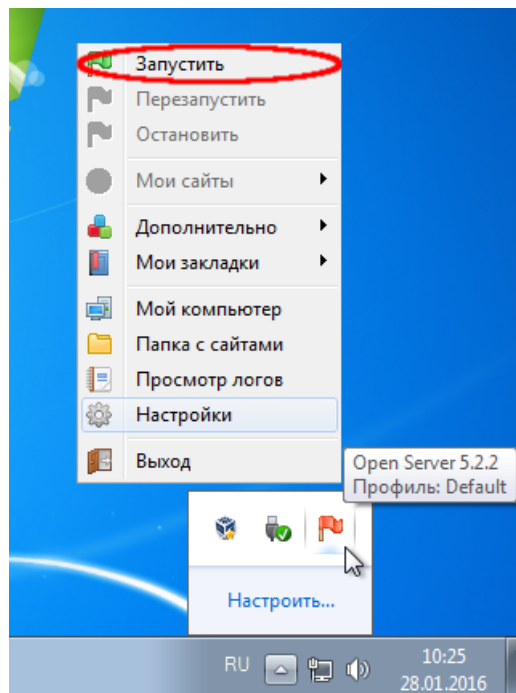 Запустить
Перезапустить
Остановить
Мои сайты
Дополнительно
Мои закладки
Мой компьютер
Папка с сайтами
Просмотр логов
Настройки
Выход
Open Server 5.2.2
Профиль: Default
Настроить...
RU
10:25
28.01.2016